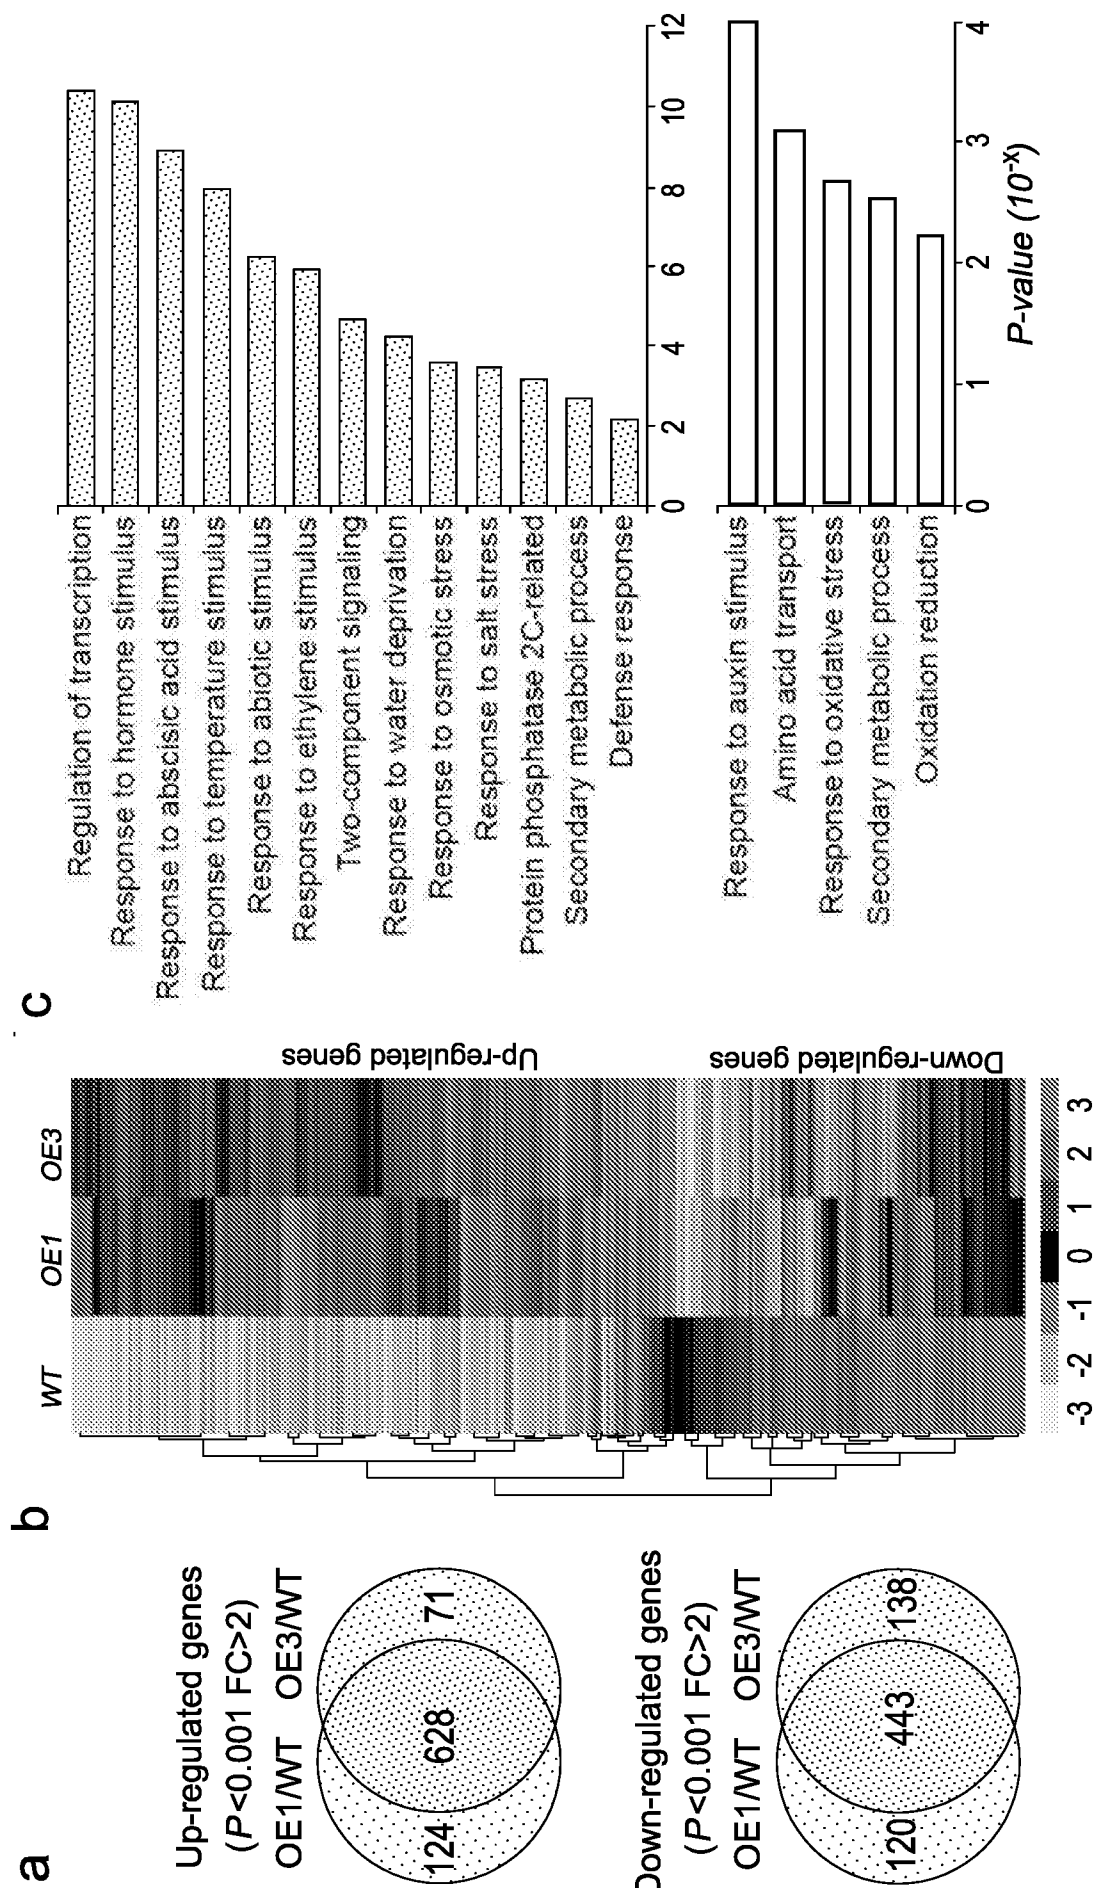 a
Up-regulated genes
(P<0.001 FC>2)
OE1/WT OE3/WT
124 628 71
Down-regulated genes
(P<0.001 FC>2)
OE1/WT OE3/WT
120 443 138
b
WT OE1 OE3
Up-regulated genes
Down-regulated genes
-3 -2 -1 0 1 2 3
c
Regulation of transcription
Response to hormone stimulus
Response to abscisic acid stimulus
Response to temperature stimulus
Response to abiotic stimulus
Response to ethylene stimulus
Two-component signaling
Response to water deprivation
Response to osmotic stress
Response to salt stress
Protein phosphatase 2C-related
Secondary metabolic process
Defense response
0 2 4 6 8 10 12
Response to auxin stimulus
Amino acid transport
Response to oxidative stress
Secondary metabolic process
Oxidation reduction
0 1 2 3 4
P-value (10-x)